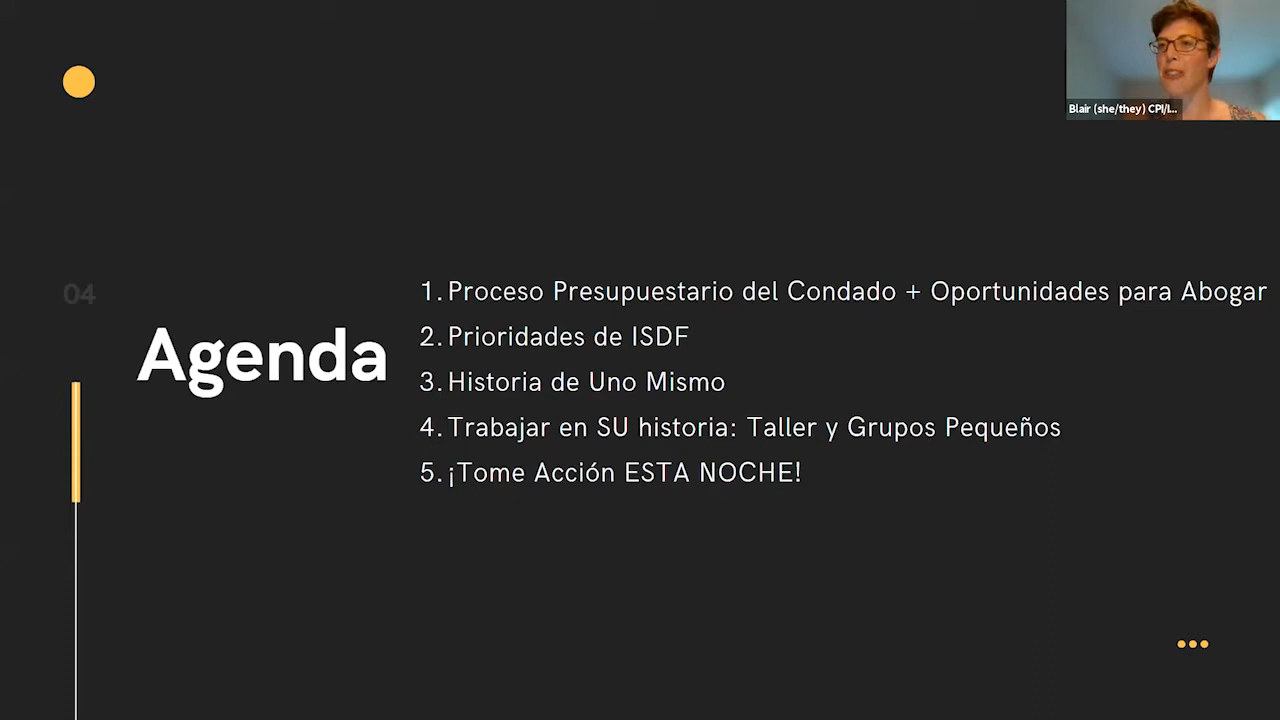 Blair (she/they) CPI/I...
04
Agenda
1. Proceso Presupuestario del Condado + Oportunidades para Abogar
2. Prioridades de ISDF
3. Historia de Uno Mismo
4. Trabajar en SU historia: Taller y Grupos Pequeños
5. ¡Tome Acción ESTA NOCHE!